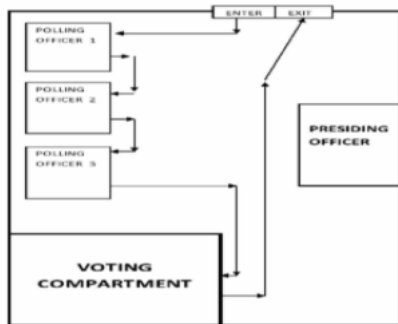 ENTER EXIT
POLLING
OFFICER 1
POLLING
OFFICER 2
POLLING
OFFICER 3
PRESIDING
OFFICER
VOTING
COMPARTMENT